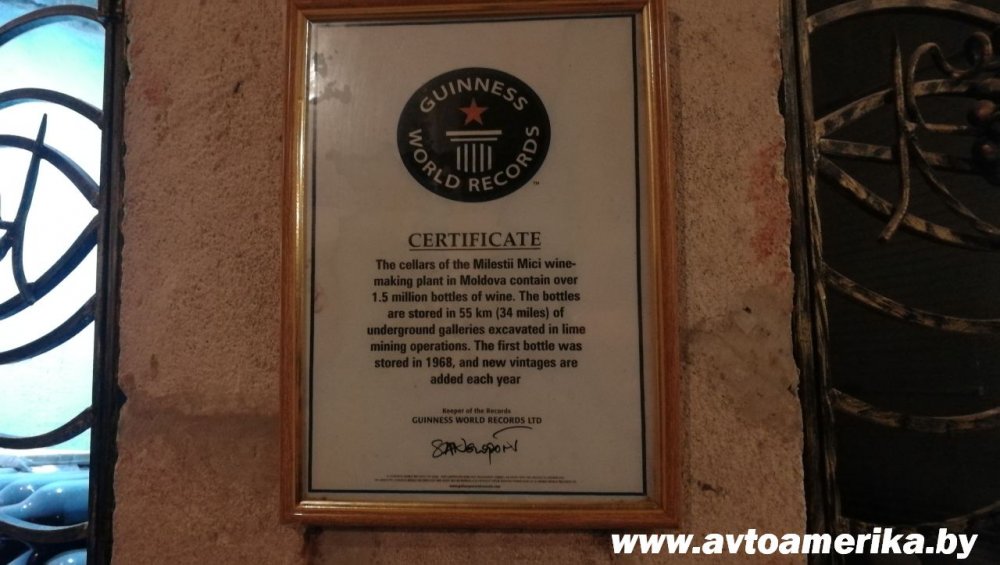 GUINNESS
WORLD RECORDS
TM
CERTIFICATE
The cellars of the Milestii Mici wine-
making plant in Moldova contain over
1.5 million bottles of wine. The bottles
are stored in 55 km (34 miles) of
underground galleries excavated in lime
mining operations. The first bottle was
stored in 1968, and new vintages are
added each year
Keeper of the Records
GUINNESS WORLD RECORDS LTD
www.avtoamerika.by